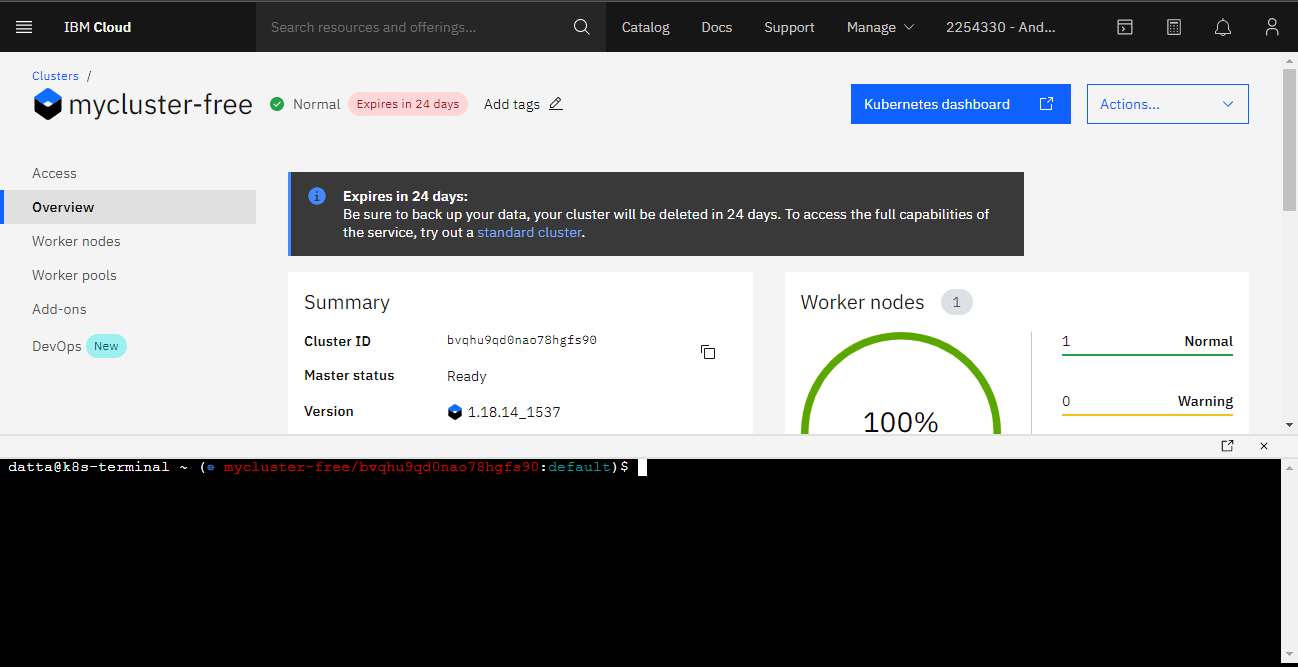 IBM Cloud
Search resources and offerings...
Catalog
Docs
Support
Manage
2254330 - And...
Clusters /
mycluster-free
Normal
Expires in 24 days
Add tags
Kubernetes dashboard
Actions...
Access
Overview
Worker nodes
Worker pools
Add-ons
DevOps New
Expires in 24 days:
Be sure to back up your data, your cluster will be deleted in 24 days. To access the full capabilities of
the service, try out a standard cluster.
Summary
Cluster ID bvqhu9qd0nao78hgfs90
Master status Ready
Version 1.18.14_1537
Worker nodes 1
100%
1 Normal
0 Warning
datta@k8s-terminal ~ (⎈ mycluster-free/bvqhu9qd0nao78hgfs90:default)$